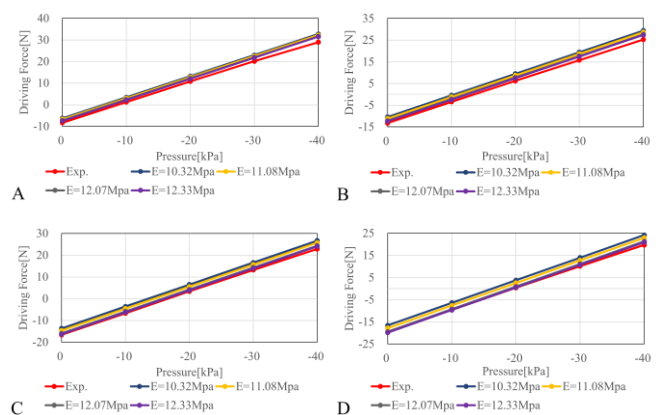 40
30
20
10
0
-10
Driving Force[N]
0 -10 -20 -30 -40
Pressure[kPa]
Exp. E=10.32Mpa E=11.08Mpa
E=12.07Mpa E=12.33Mpa
A
35
25
15
5
-5
-15
Driving Force[N]
0 -10 -20 -30 -40
Pressure[kPa]
Exp. E=10.32Mpa E=11.08Mpa
E=12.07Mpa E=12.33Mpa
B
30
20
10
0
-10
-20
Driving Force[N]
0 -10 -20 -30 -40
Pressure[kPa]
Exp. E=10.32Mpa E=11.08Mpa
E=12.07Mpa E=12.33Mpa
C
25
15
5
-5
-15
-25
Driving Force[N]
0 -10 -20 -30 -40
Pressure[kPa]
Exp. E=10.32Mpa E=11.08Mpa
E=12.07Mpa E=12.33Mpa
D